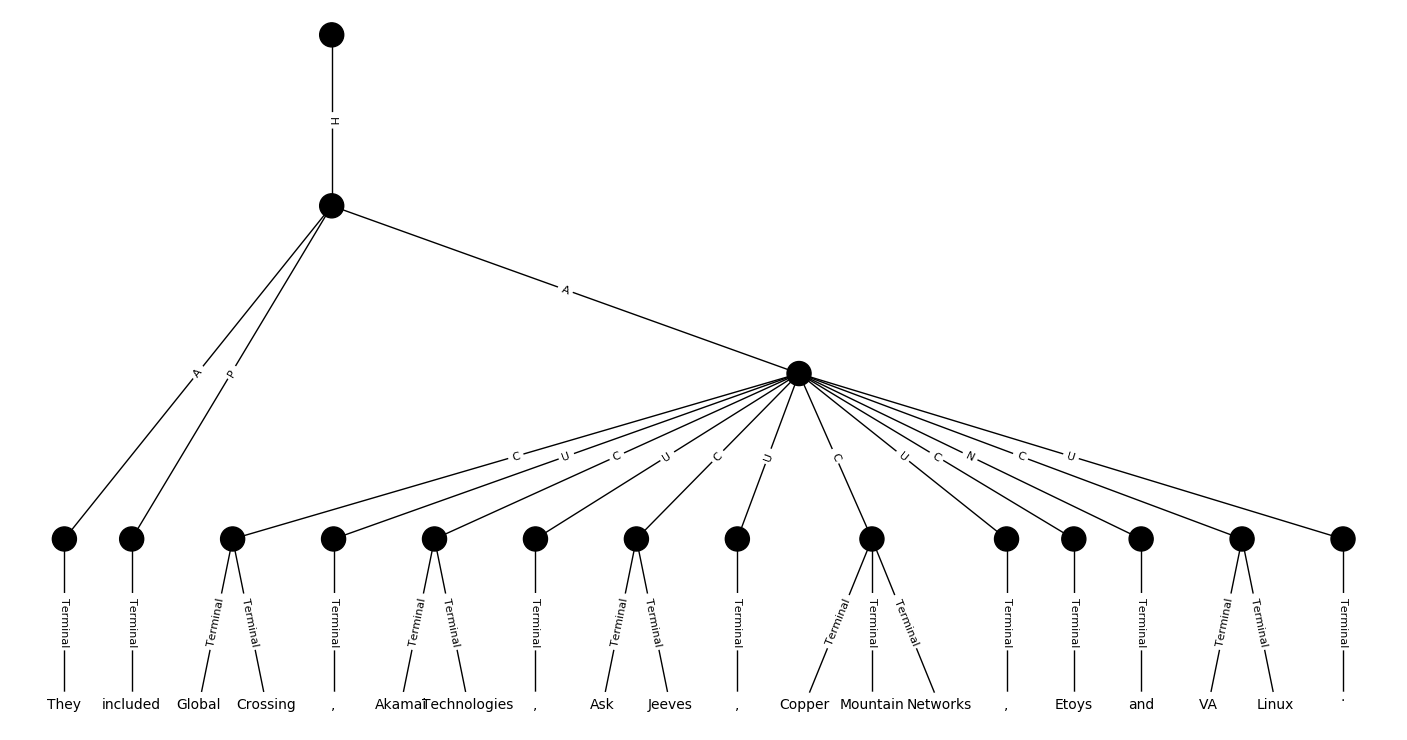 H
A
A
P
C
U
C
U
C
U
C
U
C
N
C
U
Terminal Terminal Terminal Terminal Terminal Terminal Terminal Terminal Terminal Terminal Terminal Terminal Terminal Terminal Terminal Terminal Terminal Terminal Terminal
They included Global Crossing , Akamai Technologies , Ask Jeeves , Copper Mountain Networks , Etoys and VA Linux .